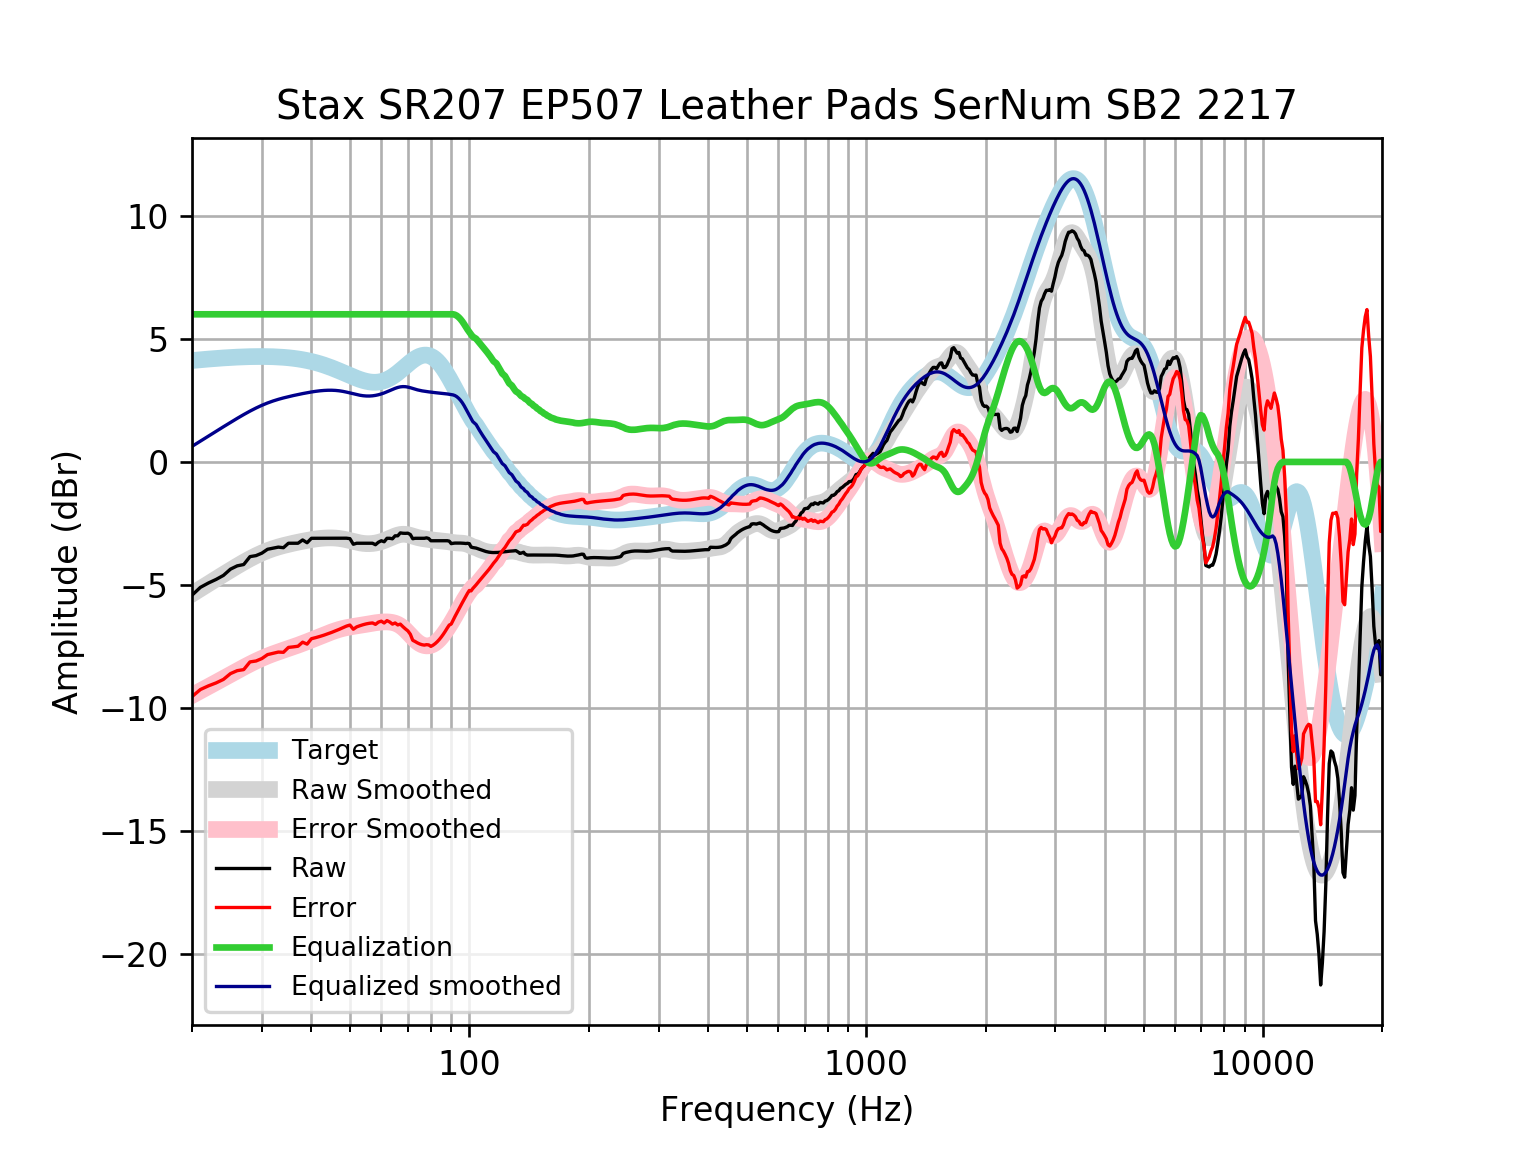 Stax SR207 EP507 Leather Pads SerNum SB2 2217
Amplitude (dBr)
10
5
0
−5
−10
−15
−20
Target
Raw Smoothed
Error Smoothed
Raw
Error
Equalization
Equalized smoothed
100
1000
10000
Frequency (Hz)